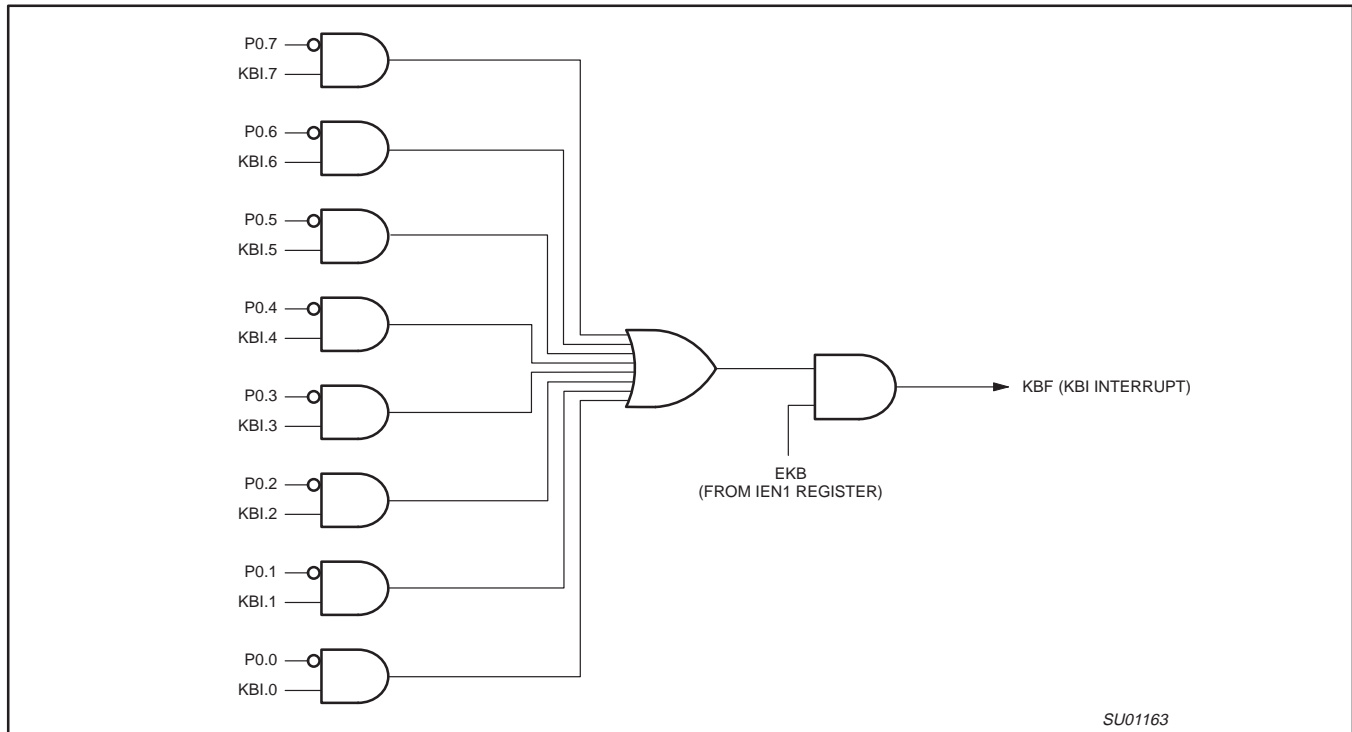 P0.7
KBI.7
P0.6
KBI.6
P0.5
KBI.5
P0.4
KBI.4
P0.3
KBI.3
P0.2
KBI.2
P0.1
KBI.1
P0.0
KBI.0
KBF (KBI INTERRUPT)
EKB
(FROM IEN1 REGISTER)
SU01163